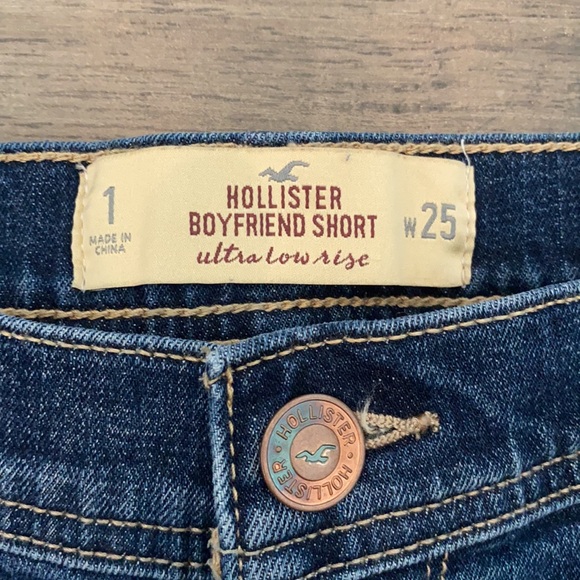 1
MADE IN
CHINA
HOLLISTER
BOYFRIEND SHORT
ultra low rise
W 25
HOLLISTER • HOLLISTER •